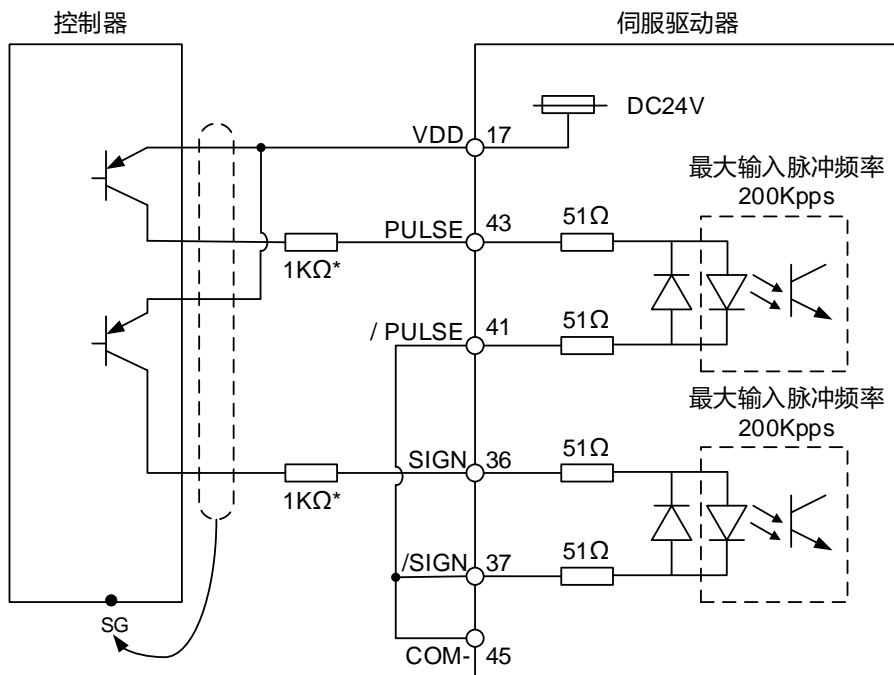 控制器
伺服驱动器
DC24V
VDD
17
最大输入脉冲频率
200Kpps
PULSE
43
51Ω
1KΩ*
/ PULSE
41
51Ω
最大输入脉冲频率
200Kpps
SIGN
36
51Ω
1KΩ*
/SIGN
37
51Ω
SG
COM-
45